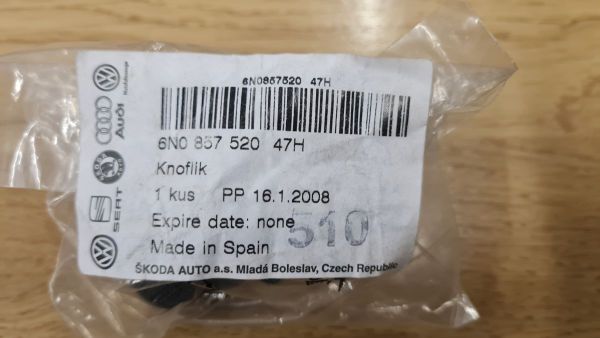 6N0857520 47H
6N0 857 520 47H
Knoflik
1 kus PP 16.1.2008
Expire date: none
510
Made in Spain
ŠKODA AUTO a.s. Mladá Boleslav, Czech Republic
Audi
SEAT